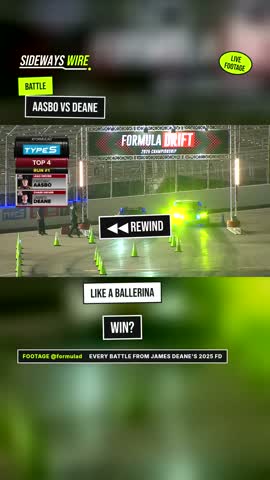 SIDEWAYS WIRE.
LIVE
FOOTAGE
BATTLE
AASBO VS DEANE
FORMULA DRIFT
2025 CHAMPIONSHIP
TYPE S
TOP 4
RUN #1
AASBO
DEANE
REWIND
LIKE A BALLERINA
WIN?
FOOTAGE @formulad EVERY BATTLE FROM JAMES DEANE'S 2025 FD